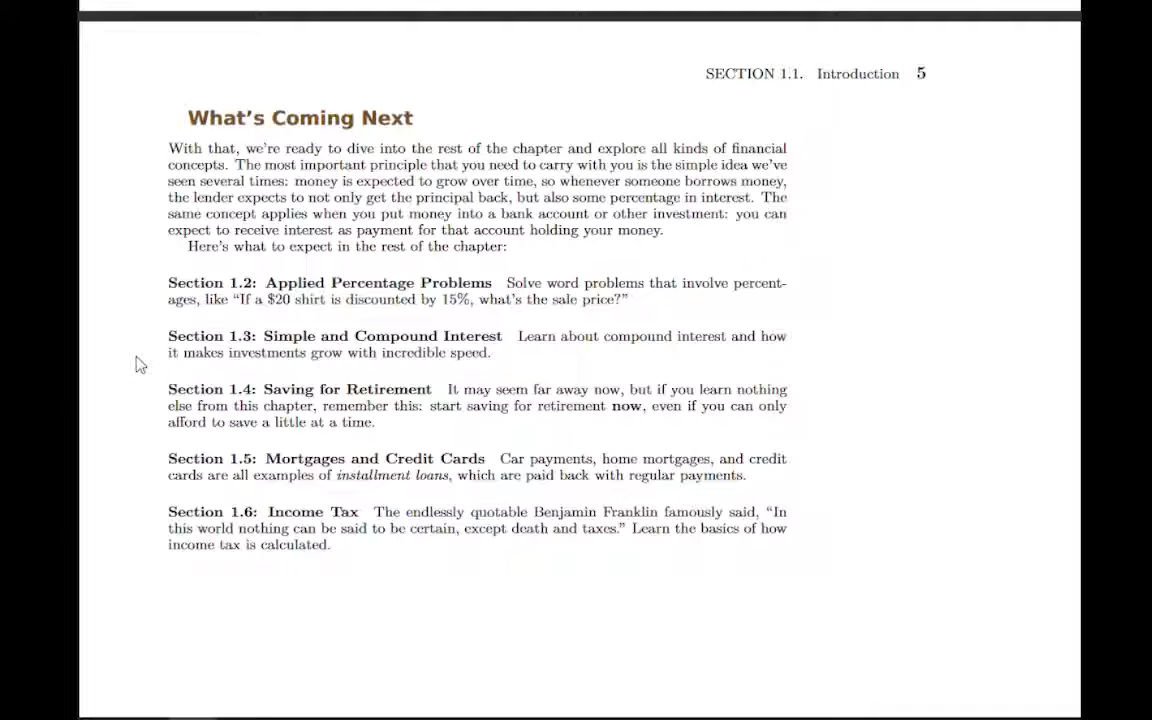 SECTION 1.1. Introduction 5
What's Coming Next
With that, we're ready to dive into the rest of the chapter and explore all kinds of financial
concepts. The most important principle that you need to carry with you is the simple idea we've
seen several times: money is expected to grow over time, so whenever someone borrows money,
the lender expects to not only get the principal back, but also some percentage in interest. The
same concept applies when you put money into a bank account or other investment: you can
expect to receive interest as payment for that account holding your money.
Here's what to expect in the rest of the chapter:
Section 1.2: Applied Percentage Problems Solve word problems that involve percent-
ages, like “If a $20 shirt is discounted by 15%, what's the sale price?”
Section 1.3: Simple and Compound Interest Learn about compound interest and how
it makes investments grow with incredible speed.
Section 1.4: Saving for Retirement It may seem far away now, but if you learn nothing
else from this chapter, remember this: start saving for retirement now, even if you can only
afford to save a little at a time.
Section 1.5: Mortgages and Credit Cards Car payments, home mortgages, and credit
cards are all examples of installment loans, which are paid back with regular payments.
Section 1.6: Income Tax The endlessly quotable Benjamin Franklin famously said, “In
this world nothing can be said to be certain, except death and taxes.” Learn the basics of how
income tax is calculated.